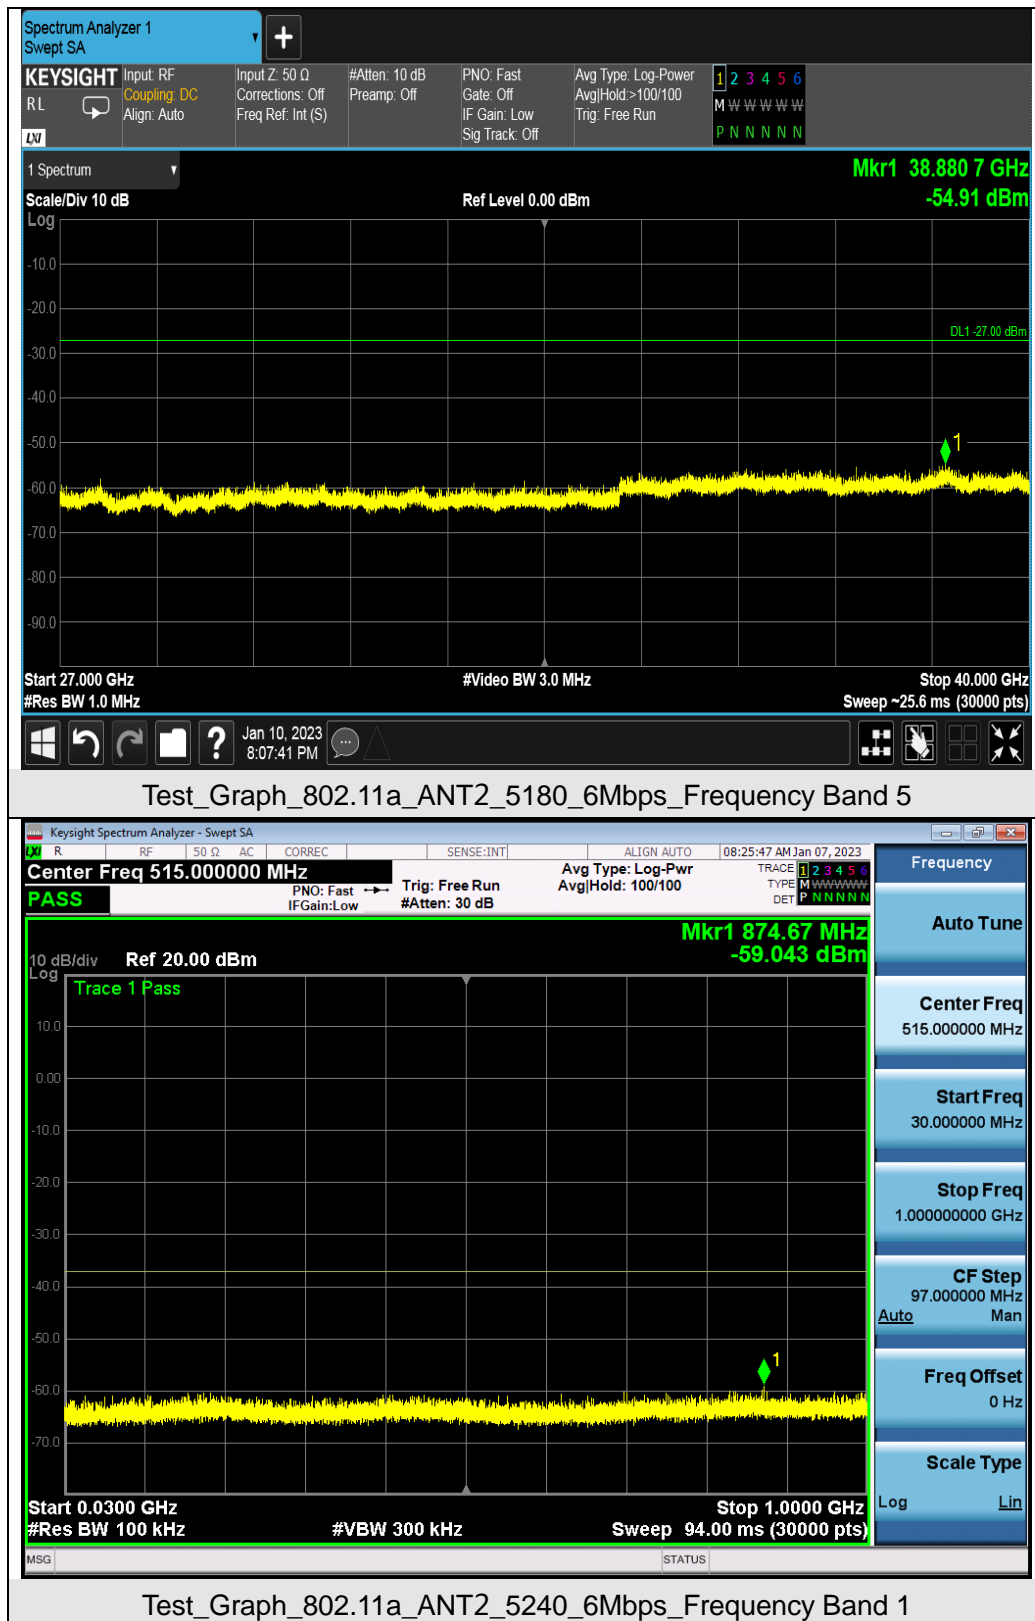 Spectrum Analyzer 1
Swept SA
KEYSIGHT Input: RF Input Z: 50 Ω #Atten: 10 dB PNO: Fast Avg Type: Log-Power 1 2 3 4 5 6
RL Coupling: DC Corrections: Off Preamp: Off Gate: Off Avg|Hold:>100/100 M W W W W W
Align: Auto Freq Ref: Int (S) IF Gain: Low Trig: Free Run
LXI Sig Track: Off P N N N N N
1 Spectrum Mkr1 38.880 7 GHz
Scale/Div 10 dB Ref Level 0.00 dBm -54.91 dBm
Log
-10.0
-20.0
DL1 -27.00 dBm
-30.0
-40.0
-50.0
1
-60.0
-70.0
-80.0
-90.0
Start 27.000 GHz #Video BW 3.0 MHz Stop 40.000 GHz
#Res BW 1.0 MHz Sweep ~25.6 ms (30000 pts)
? Jan 10, 2023
8:07:41 PM
Test_Graph_802.11a_ANT2_5180_6Mbps_Frequency Band 5
Keysight Spectrum Analyzer - Swept SA
LXI R RF 50 Ω AC CORREC SENSE:INT ALIGN AUTO 08:25:47 AM Jan 07, 2023
Center Freq 515.000000 MHz Avg Type: Log-Pwr TRACE 1 2 3 4 5 6
PNO: Fast Trig: Free Run Avg|Hold: 100/100 TYPE M WWWWW
PASS IFGain:Low #Atten: 30 dB DET P N N N N N
Mkr1 874.67 MHz
10 dB/div Ref 20.00 dBm -59.043 dBm
Log
Trace 1 Pass
10.0
0.00
-10.0
-20.0
-30.0
-40.0
-50.0
1
-60.0
-70.0
Start 0.0300 GHz Stop 1.0000 GHz
#Res BW 100 kHz #VBW 300 kHz Sweep 94.00 ms (30000 pts)
MSG STATUS
Frequency
Auto Tune
Center Freq
515.000000 MHz
Start Freq
30.000000 MHz
Stop Freq
1.000000000 GHz
CF Step
97.000000 MHz
Auto Man
Freq Offset
0 Hz
Scale Type
Log Lin
Test_Graph_802.11a_ANT2_5240_6Mbps_Frequency Band 1